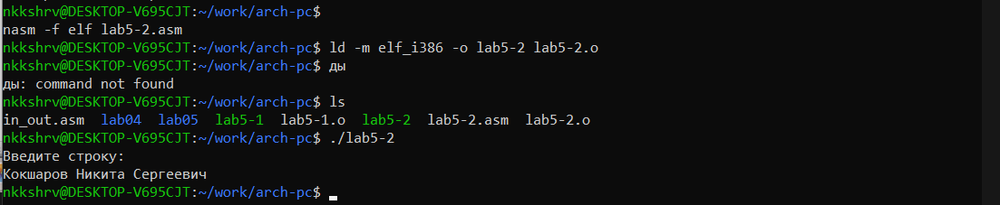 nkkshrv@DESKTOP-V695CJT:~/work/arch-pc$
nasm -f elf lab5-2.asm
nkkshrv@DESKTOP-V695CJT:~/work/arch-pc$ ld -m elf_i386 -o lab5-2 lab5-2.o
nkkshrv@DESKTOP-V695CJT:~/work/arch-pc$ ды
ды: command not found
nkkshrv@DESKTOP-V695CJT:~/work/arch-pc$ ls
in_out.asm  lab04  lab05  lab5-1  lab5-1.o  lab5-2  lab5-2.asm  lab5-2.o
nkkshrv@DESKTOP-V695CJT:~/work/arch-pc$ ./lab5-2
Введите строку:
Кокшаров Никита Сергеевич
nkkshrv@DESKTOP-V695CJT:~/work/arch-pc$